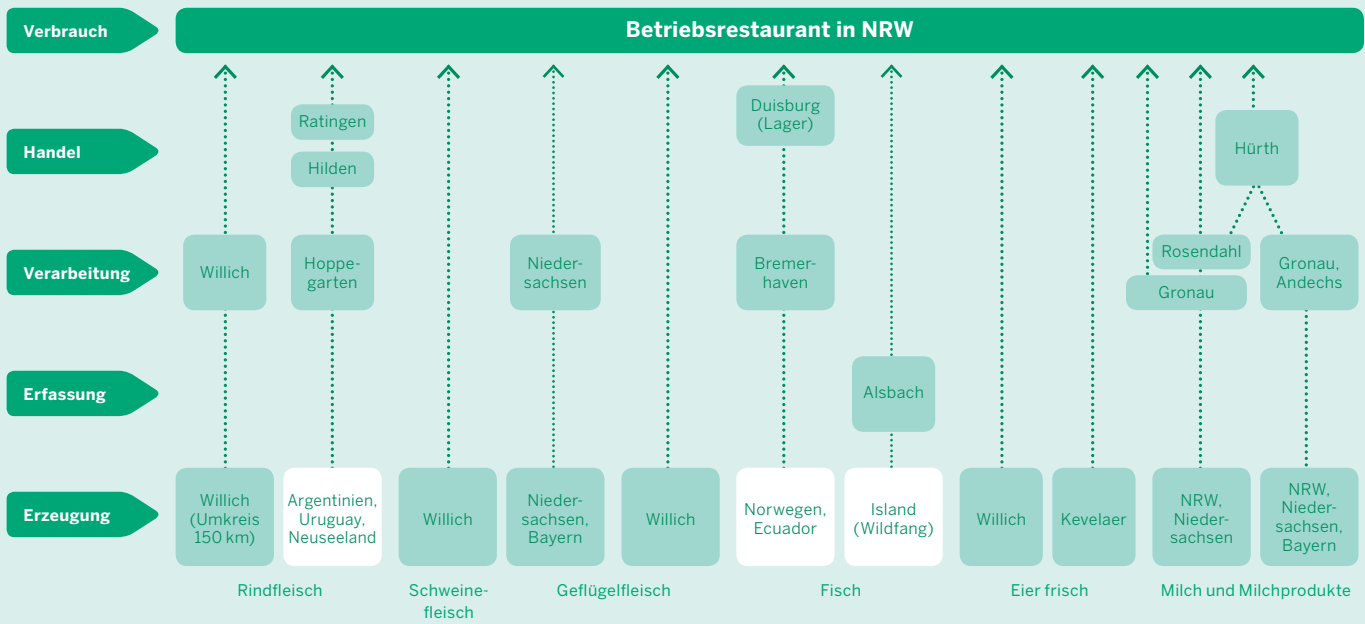 Verbrauch
Betriebsrestaurant in NRW
Handel
Ratingen
Hilden
Duisburg
(Lager)
Hürth
Verarbeitung
Willich
Hoppe-
garten
Nieder-
sachsen
Bremer-
haven
Rosendahl
Gronau
Gronau,
Andechs
Erfassung
Alsbach
Erzeugung
Willich
(Umkreis
150 km)
Argentinien,
Uruguay,
Neuseeland
Willich
Nieder-
sachsen,
Bayern
Willich
Norwegen,
Ecuador
Island
(Wildfang)
Willich
Kevelaer
NRW,
Nieder-
sachsen
NRW,
Nieder-
sachsen,
Bayern
Rindfleisch
Schweine-
fleisch
Geflügelfleisch
Fisch
Eier frisch
Milch und Milchprodukte